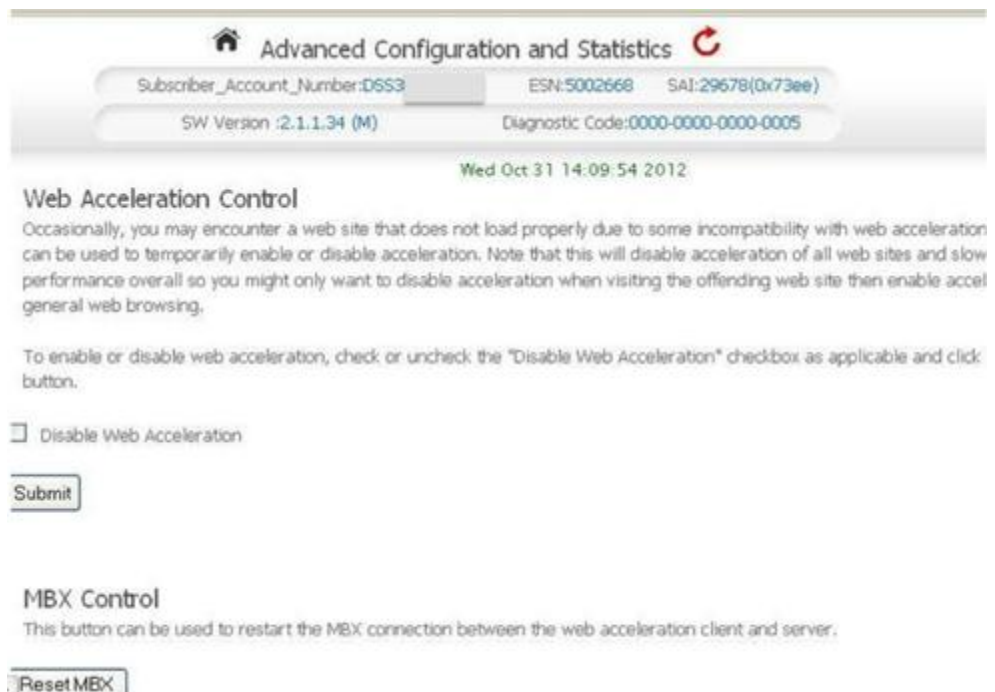 Advanced Configuration and Statistics
Subscriber_Account_Number:DSS3 ESN:5002668 SAI:29678(0x73ee)
SW Version :2.1.1.34 (M) Diagnostic Code:0000-0000-0000-0005
Wed Oct 31 14:09:54 2012
Web Acceleration Control
Occasionally, you may encounter a web site that does not load properly due to some incompatibility with web acceleration
can be used to temporarily enable or disable acceleration. Note that this will disable acceleration of all web sites and slow
performance overall so you might only want to disable acceleration when visiting the offending web site then enable accel
general web browsing.
To enable or disable web acceleration, check or uncheck the "Disable Web Acceleration" checkbox as applicable and click
button.
Disable Web Acceleration
Submit
MBX Control
This button can be used to restart the MBX connection between the web acceleration client and server.
Reset MBX